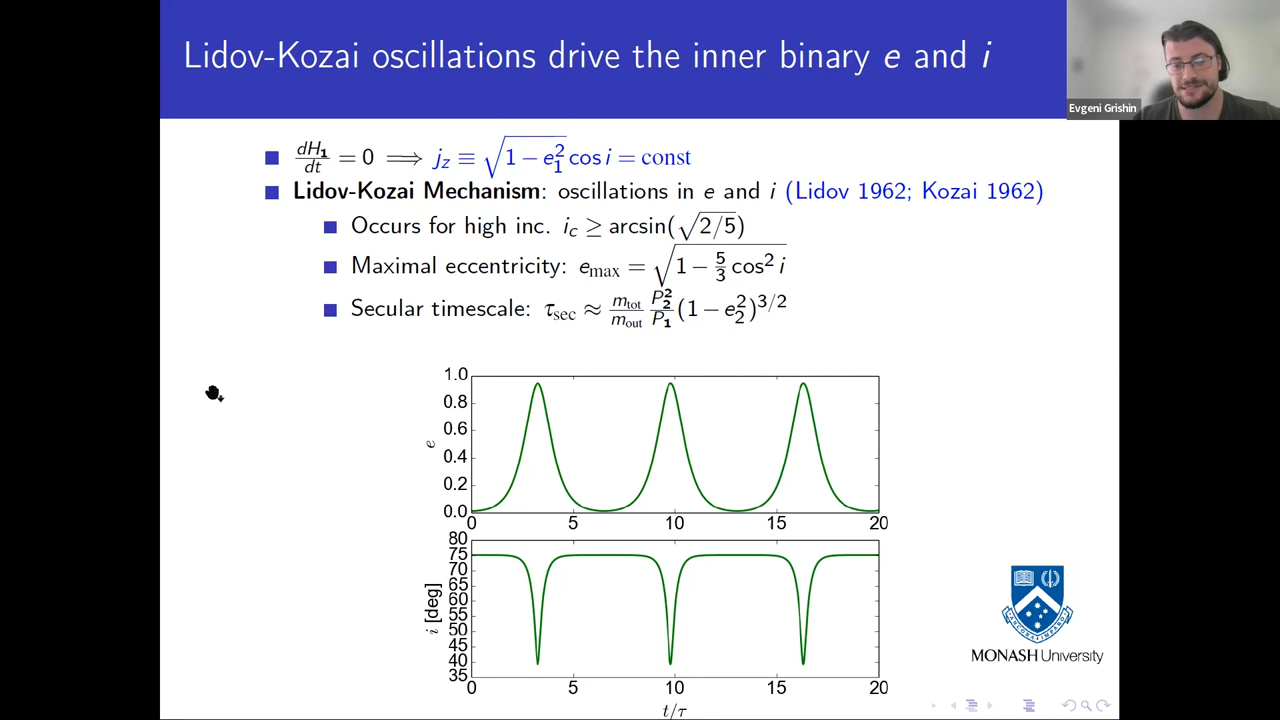 Lidov-Kozai oscillations drive the inner binary e and i
Evgeni Grishin
dH₁/dt = 0 ⟹ j_z ≡ √(1 − e₁²) cos i = const
Lidov-Kozai Mechanism: oscillations in e and i (Lidov 1962; Kozai 1962)
Occurs for high inc. i_c ≥ arcsin(√2/5)
Maximal eccentricity: e_max = √(1 − 5/3 cos² i)
Secular timescale: τ_sec ≈ m_tot/m_out P₂²/P₁ (1 − e₂²)^3/2
1.0
0.8
0.6
0.4
0.2
0.0
e
0 5 10 15 20
80
75
70
65
60
55
50
45
40
35
i [deg]
0 5 10 15 20
t/τ
ANCORA IMPARO
MONASH University